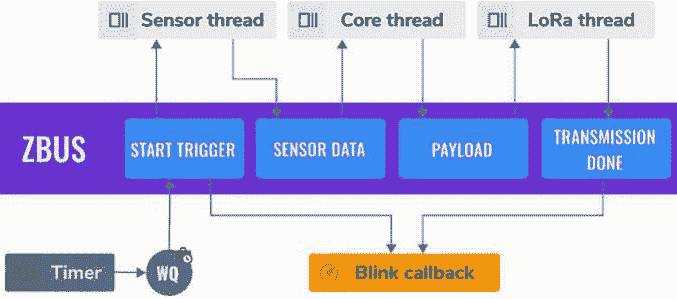 Sensor thread
Core thread
LoRa thread
ZBUS
START TRIGGER
SENSOR DATA
PAYLOAD
TRANSMISSION
DONE
Timer
WQ
Blink callback